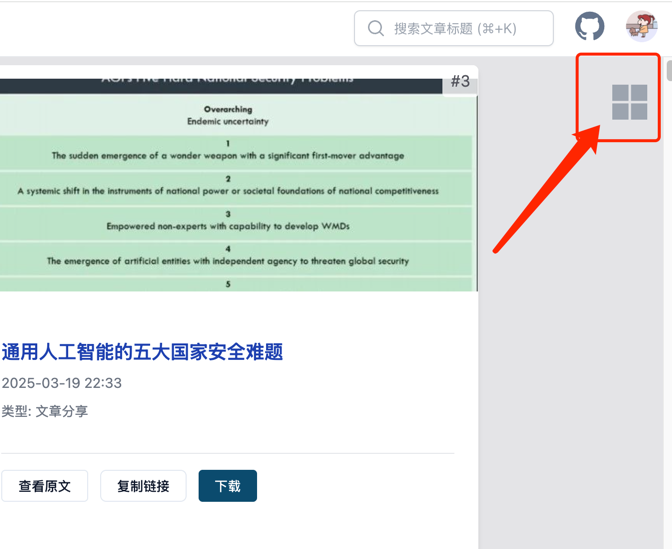 搜索文章标题 (⌘+K)
AGI's Five Hard National Security Problems
#3
Overarching
Endemic uncertainty
1
The sudden emergence of a wonder weapon with a significant first-mover advantage
2
A systemic shift in the instruments of national power or societal foundations of national competitiveness
3
Empowered non-experts with capability to develop WMDs
4
The emergence of artificial entities with independent agency to threaten global security
5
通用人工智能的五大国家安全难题
2025-03-19 22:33
类型: 文章分享
查看原文
复制链接
下载